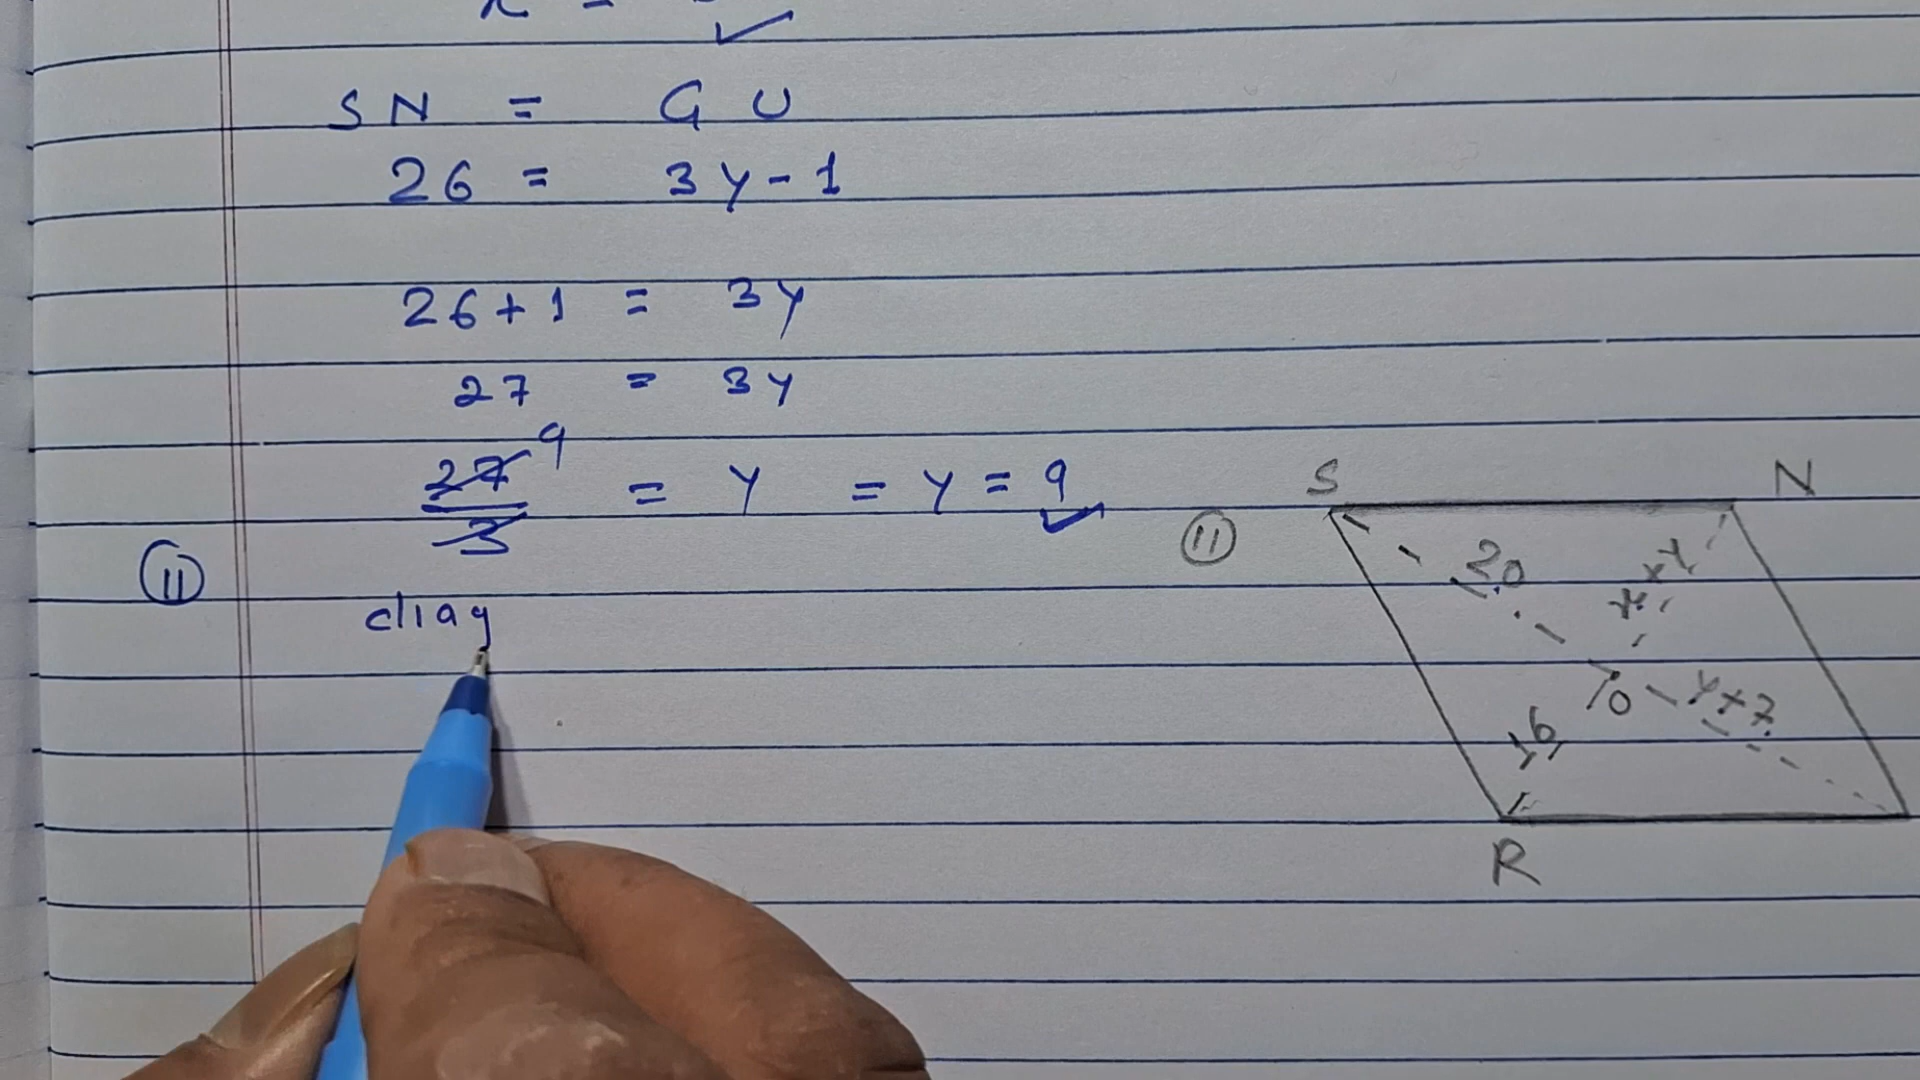 SN = GU
26 = 3y-1
26+1 = 3y
27 = 3y
27 9
3 = y = y = 9
11
diag
11
S N
20
x+y
O
y+7
16
R